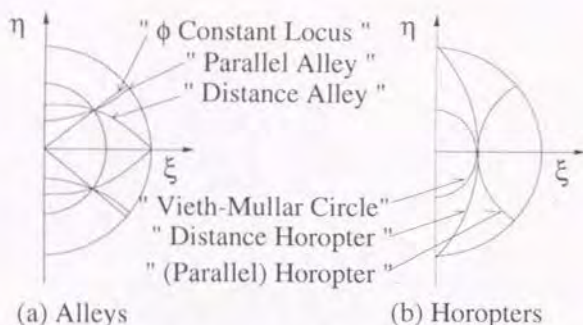 η
" ϕ Constant Locus "
" Parallel Alley "
" Distance Alley "
ξ
(a) Alleys
η
ξ
" Vieth-Mullar Circle"
" Distance Horopter "
" (Parallel) Horopter "
(b) Horopters